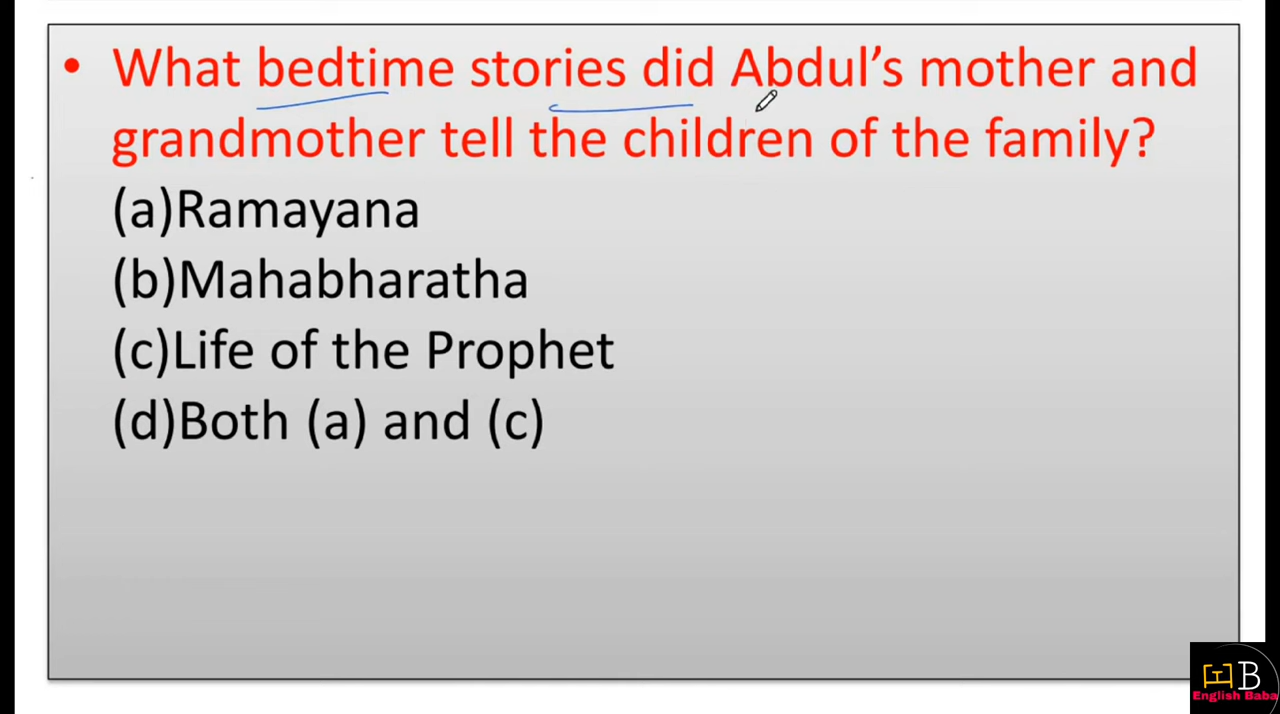 • What bedtime stories did Abdul’s mother and
grandmother tell the children of the family?
(a)Ramayana
(b)Mahabharatha
(c)Life of the Prophet
(d)Both (a) and (c)
EB
English Baba